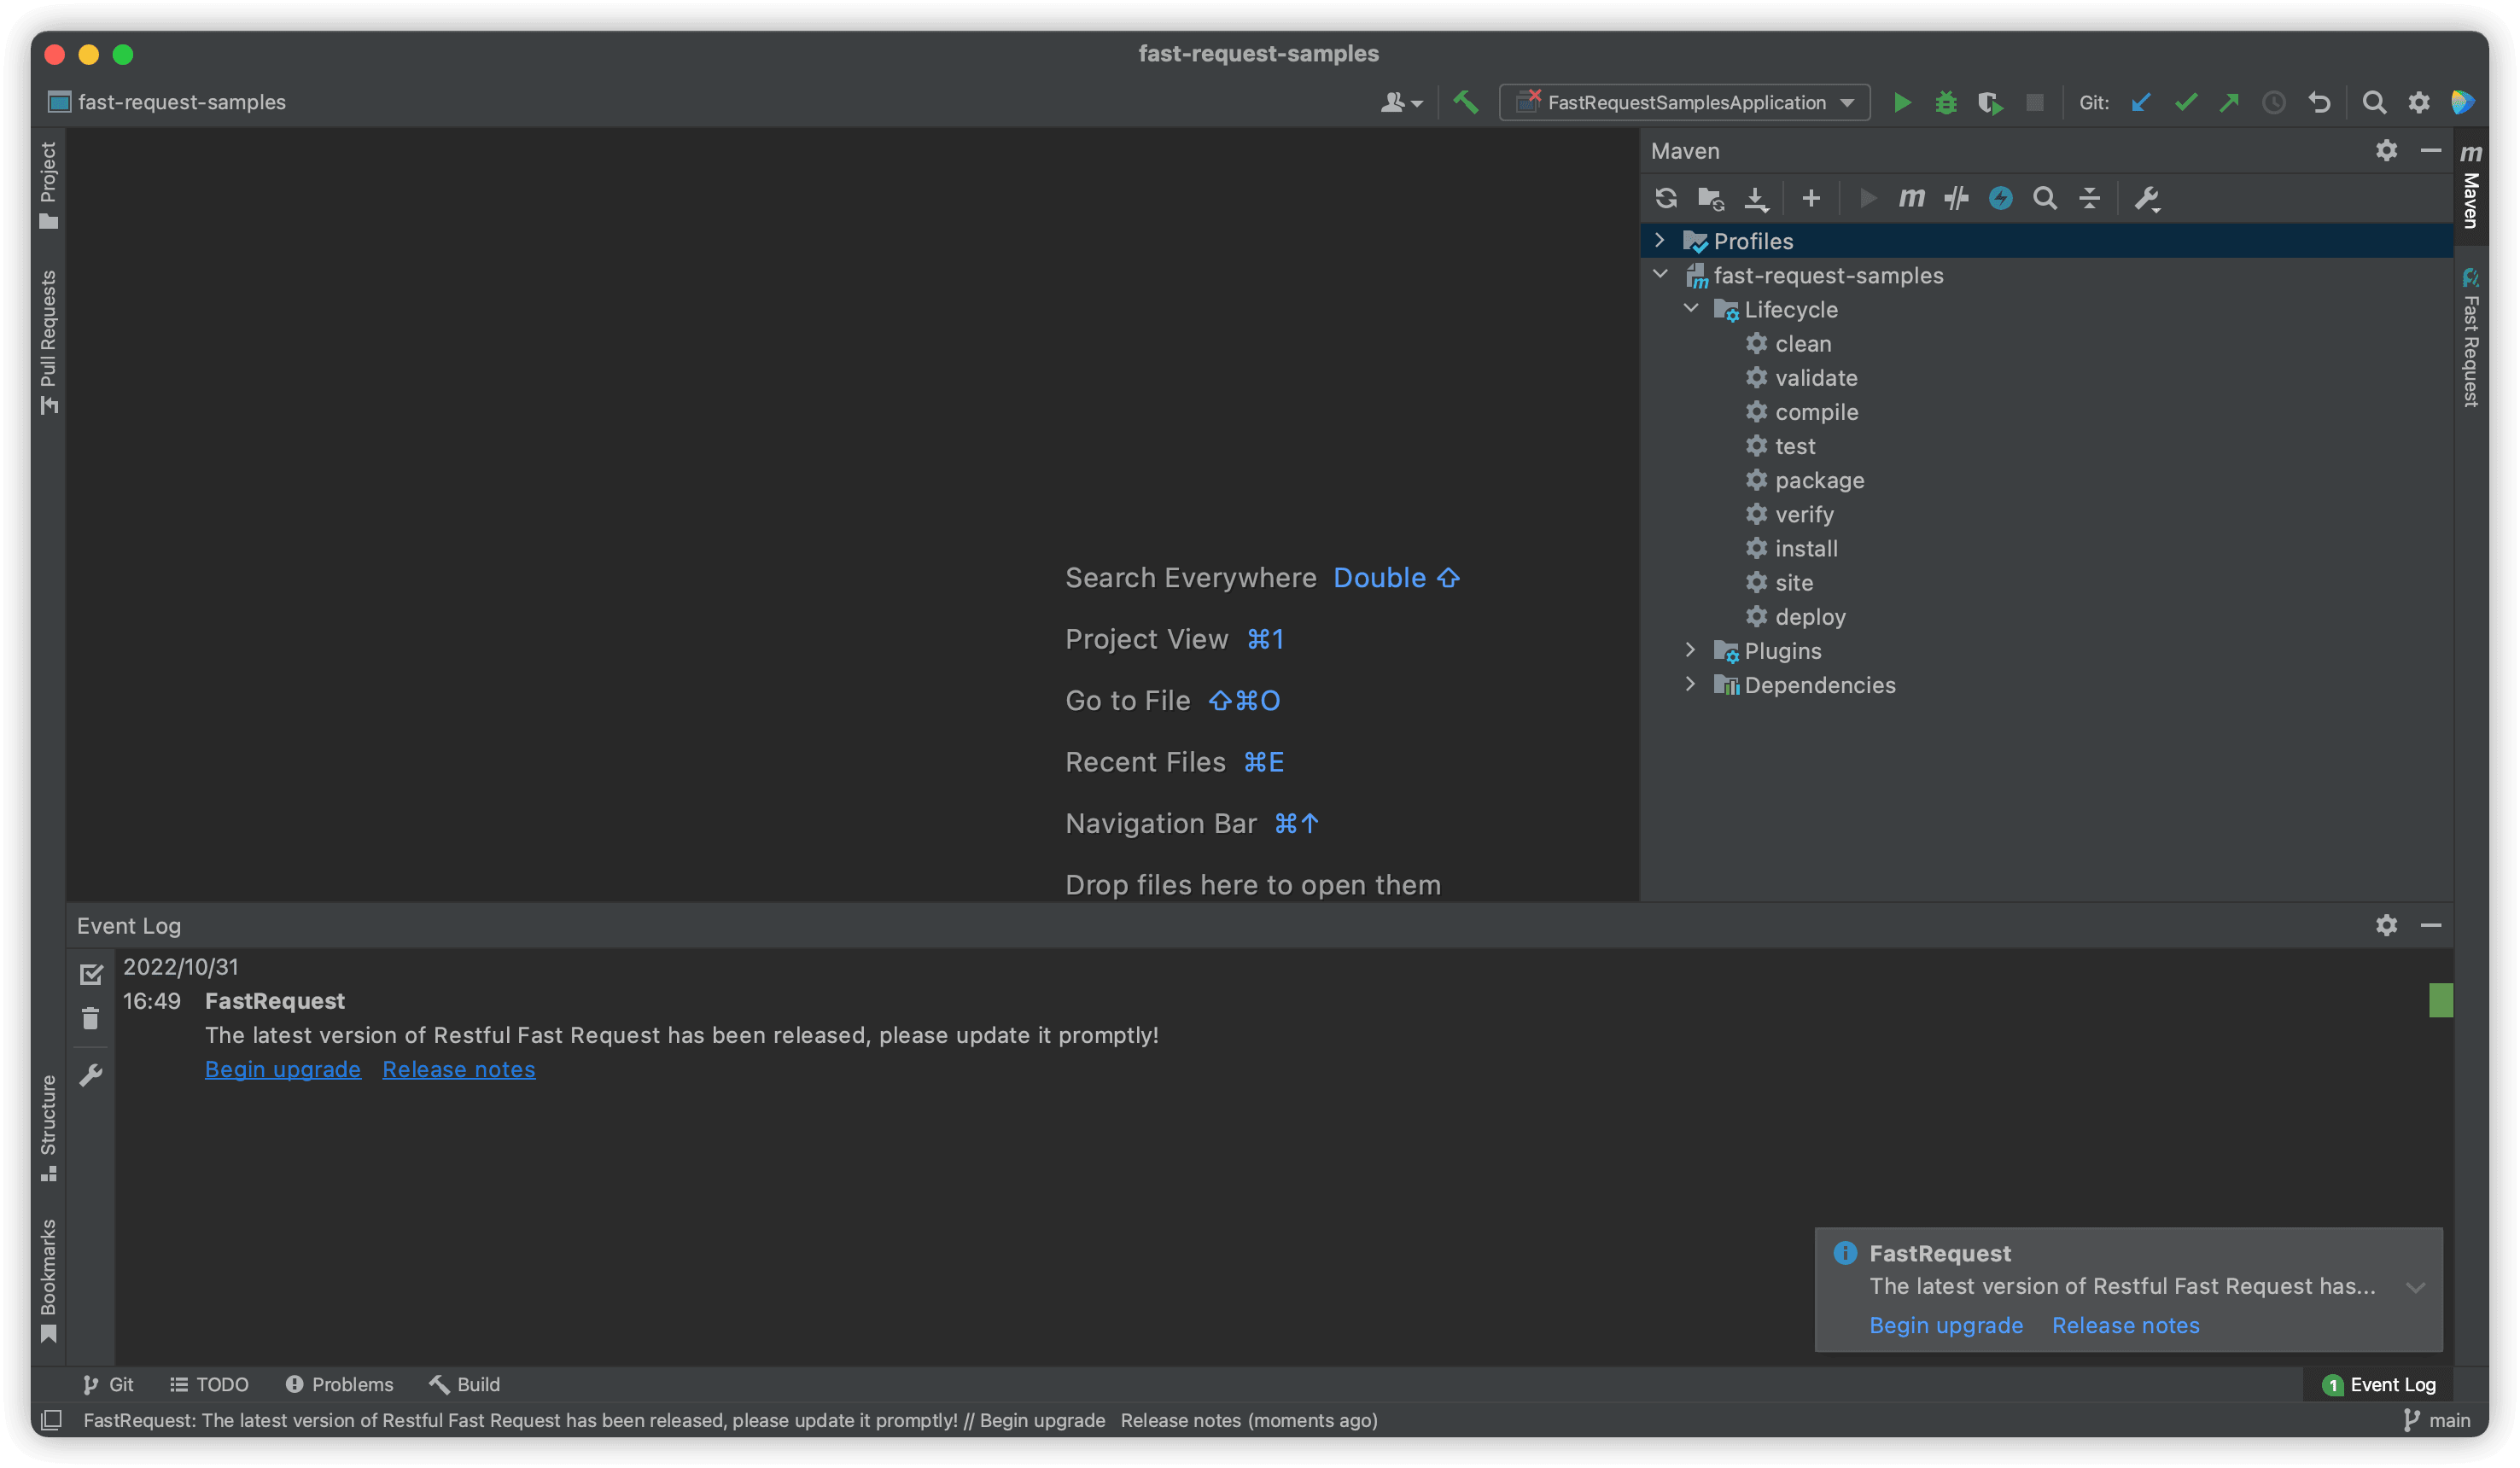 fast-request-samples
fast-request-samples
FastRequestSamplesApplication
Git:
Project
Pull Requests
Structure
Bookmarks
Search Everywhere Double ⇧
Project View ⌘1
Go to File ⇧⌘O
Recent Files ⌘E
Navigation Bar ⌘↑
Drop files here to open them
Maven
Profiles
fast-request-samples
Lifecycle
clean
validate
compile
test
package
verify
install
site
deploy
Plugins
Dependencies
Maven
Fast Request
Event Log
2022/10/31
16:49 FastRequest
The latest version of Restful Fast Request has been released, please update it promptly!
Begin upgrade Release notes
FastRequest
The latest version of Restful Fast Request has...
Begin upgrade Release notes
Git TODO Problems Build
1 Event Log
FastRequest: The latest version of Restful Fast Request has been released, please update it promptly! // Begin upgrade Release notes (moments ago)
main